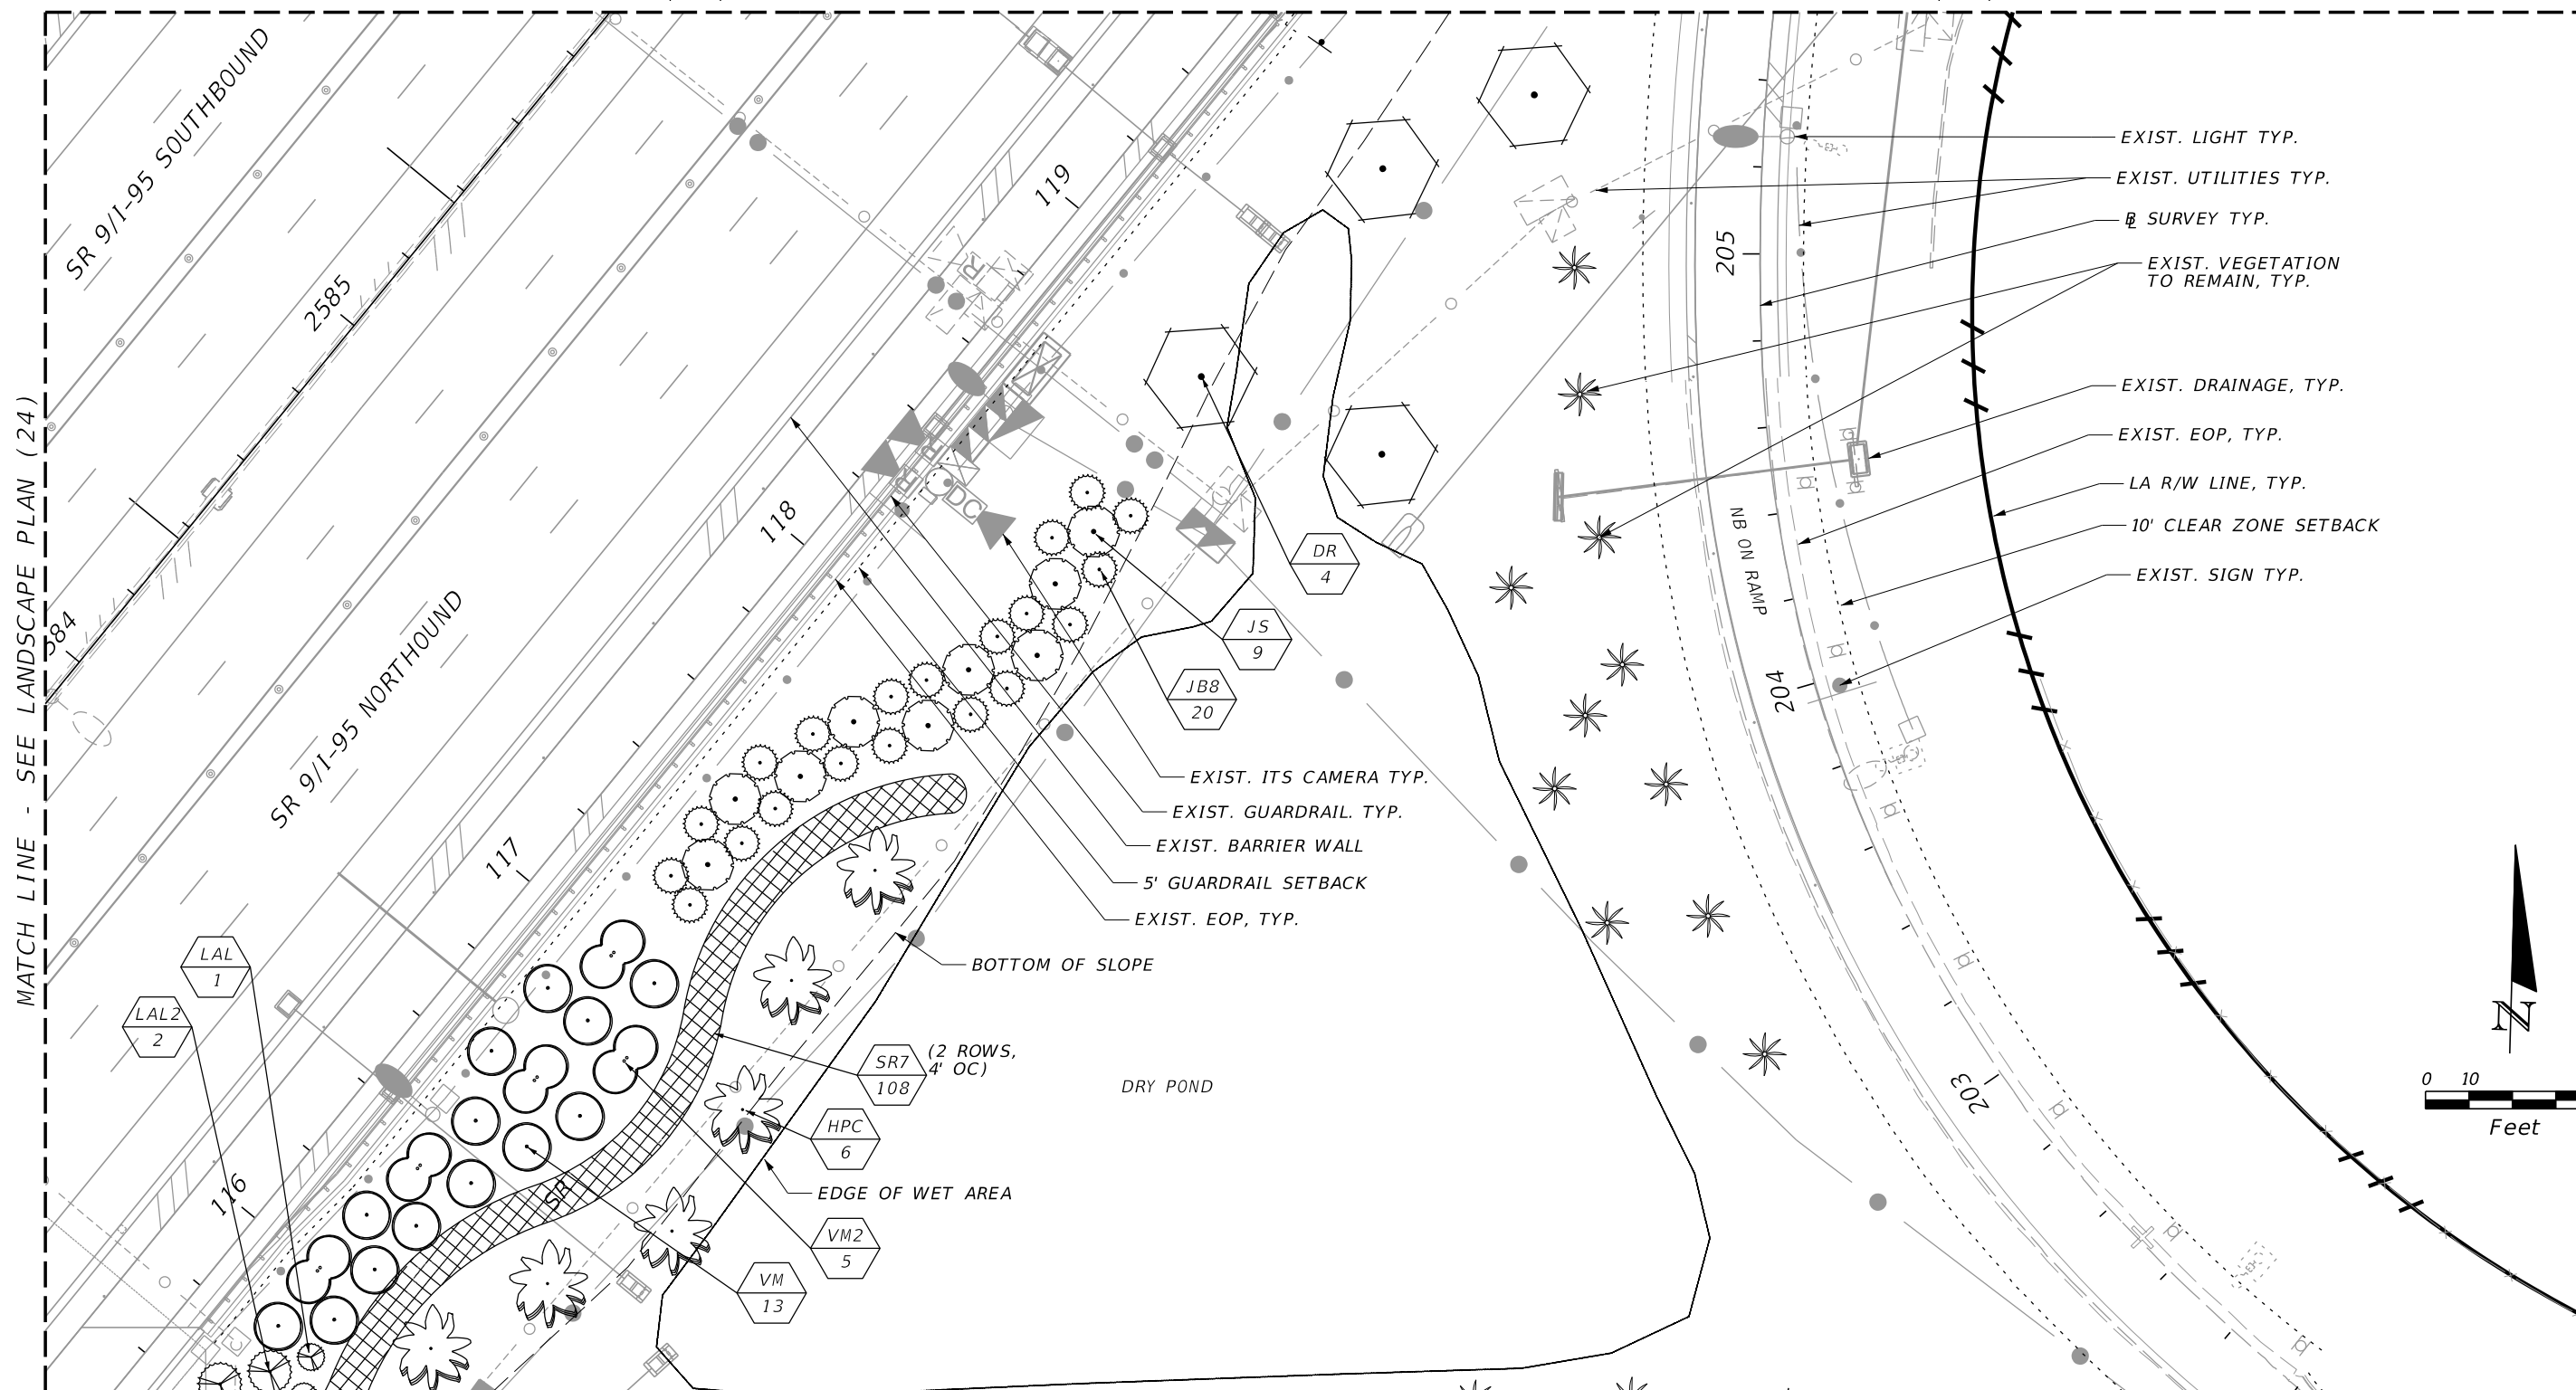 SR 9/I-95 SOUTHBOUND
2585
SR 9/I-95 NORTHOUND
MATCH LINE - SEE LANDSCAPE PLAN (24)
119
118
117
116
205
204
203
NB ON RAMP
EXIST. LIGHT TYP.
EXIST. UTILITIES TYP.
BL SURVEY TYP.
EXIST. VEGETATION
TO REMAIN, TYP.
EXIST. DRAINAGE, TYP.
EXIST. EOP, TYP.
LA R/W LINE, TYP.
10' CLEAR ZONE SETBACK
EXIST. SIGN TYP.
DR
4
JS
9
JB8
20
EXIST. ITS CAMERA TYP.
EXIST. GUARDRAIL. TYP.
EXIST. BARRIER WALL
5' GUARDRAIL SETBACK
EXIST. EOP, TYP.
BOTTOM OF SLOPE
LAL
1
LAL2
2
SR7
108
(2 ROWS,
4' OC)
DRY POND
HPC
6
EDGE OF WET AREA
VM2
5
VM
13
SR
DC
R
N
0 10
Feet